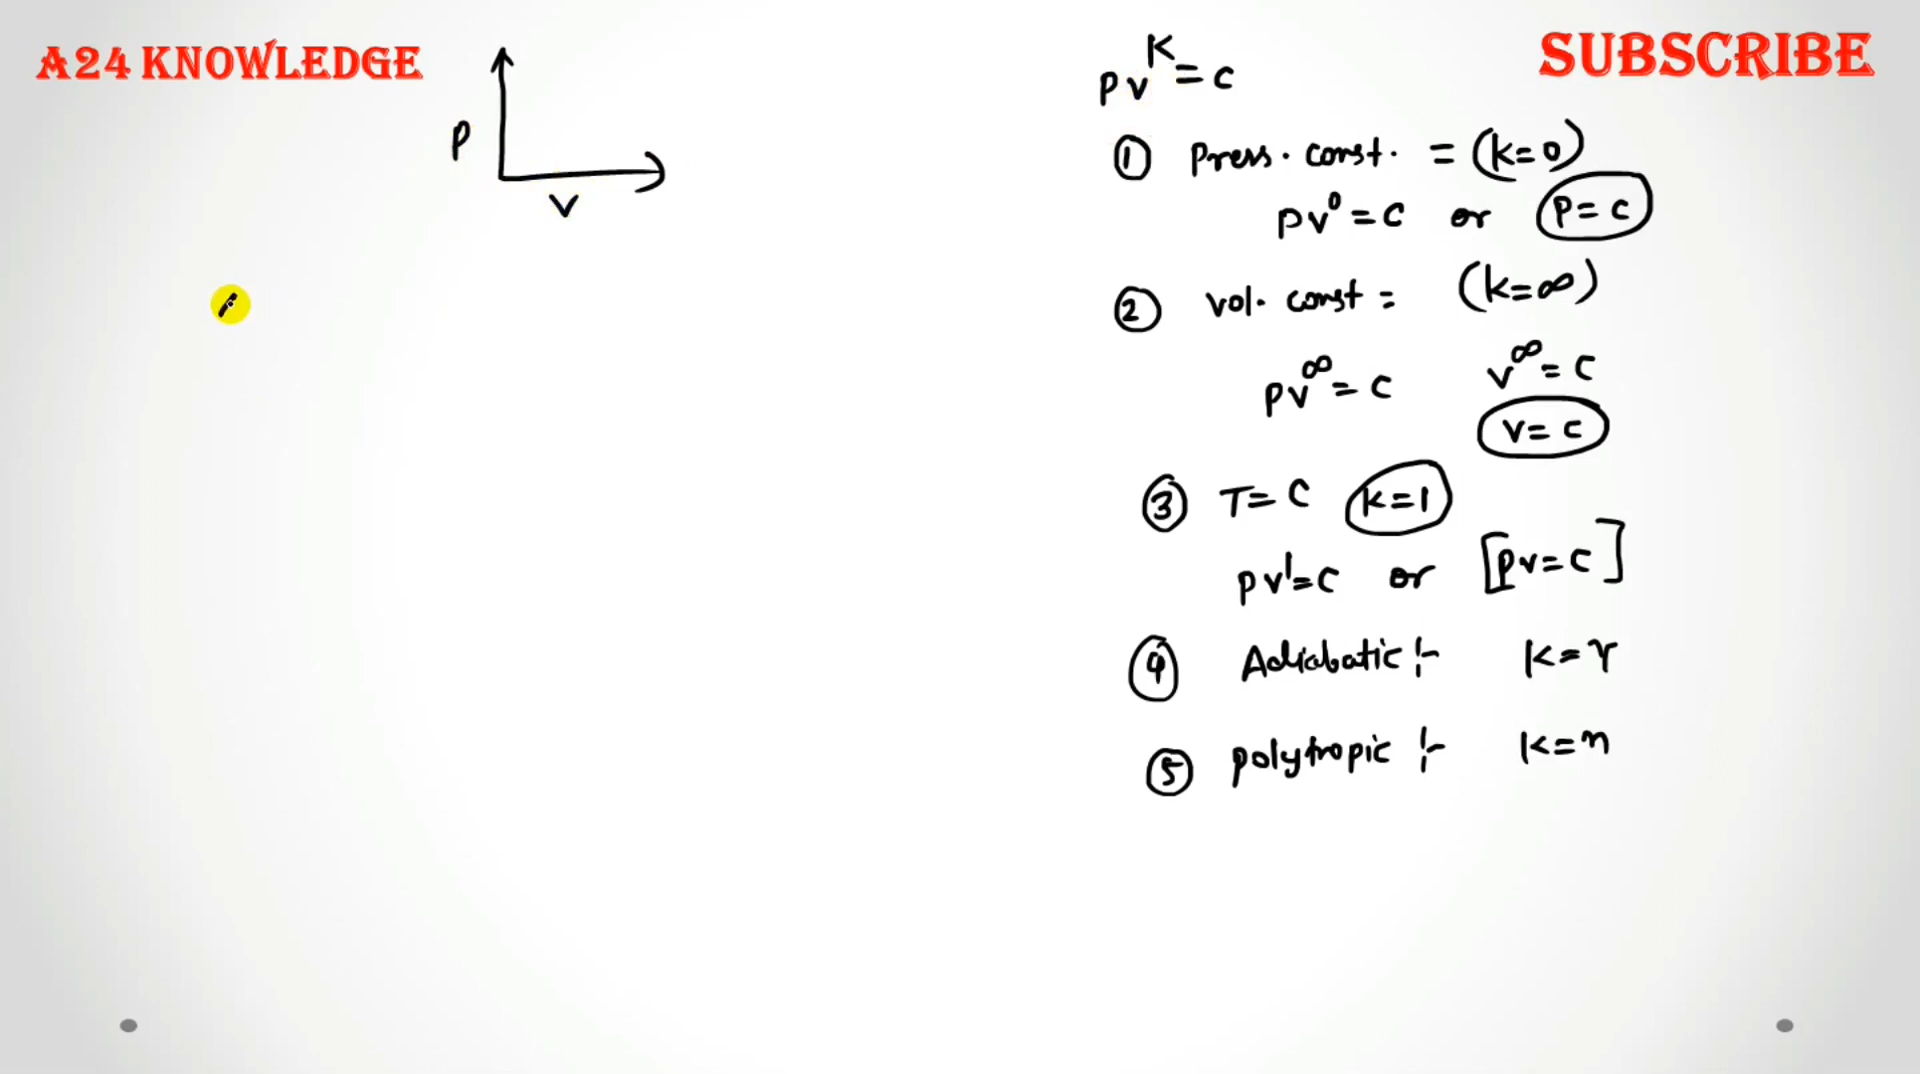 A24 KNOWLEDGE
SUBSCRIBE
P
V
PV^K = C
① Press. const. = (K=0)
PV^0 = C or P = C
② Vol. const = (K=∞)
PV^∞ = C V^∞ = C
V = C
③ T = C K=1
PV^1 = C or [PV = C]
④ Adiabatic :- K = γ
⑤ Polytropic :- K = n